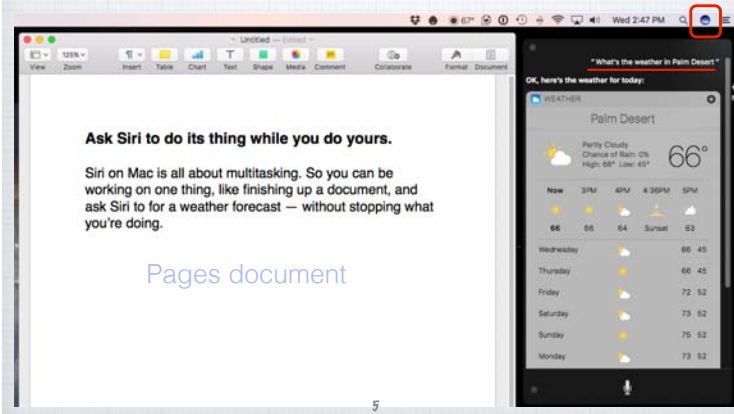 67° Wed 2:47 PM
Untitled — Edited
125%
View Zoom Insert Table Chart Text Shape Media Comment Collaborate Format Document
Ask Siri to do its thing while you do yours.
Siri on Mac is all about multitasking. So you can be
working on one thing, like finishing up a document, and
ask Siri to for a weather forecast — without stopping what
you're doing.
Pages document
5
"What's the weather in Palm Desert"
OK, here's the weather for today:
WEATHER
Palm Desert
Partly Cloudy
Chance of Rain: 0%
High: 66° Low: 45°
66°
Now 3PM 4PM 4:36PM 5PM
66 66 64 Sunset 63
Wednesday 66 45
Thursday 66 45
Friday 72 52
Saturday 73 52
Sunday 75 52
Monday 73 52